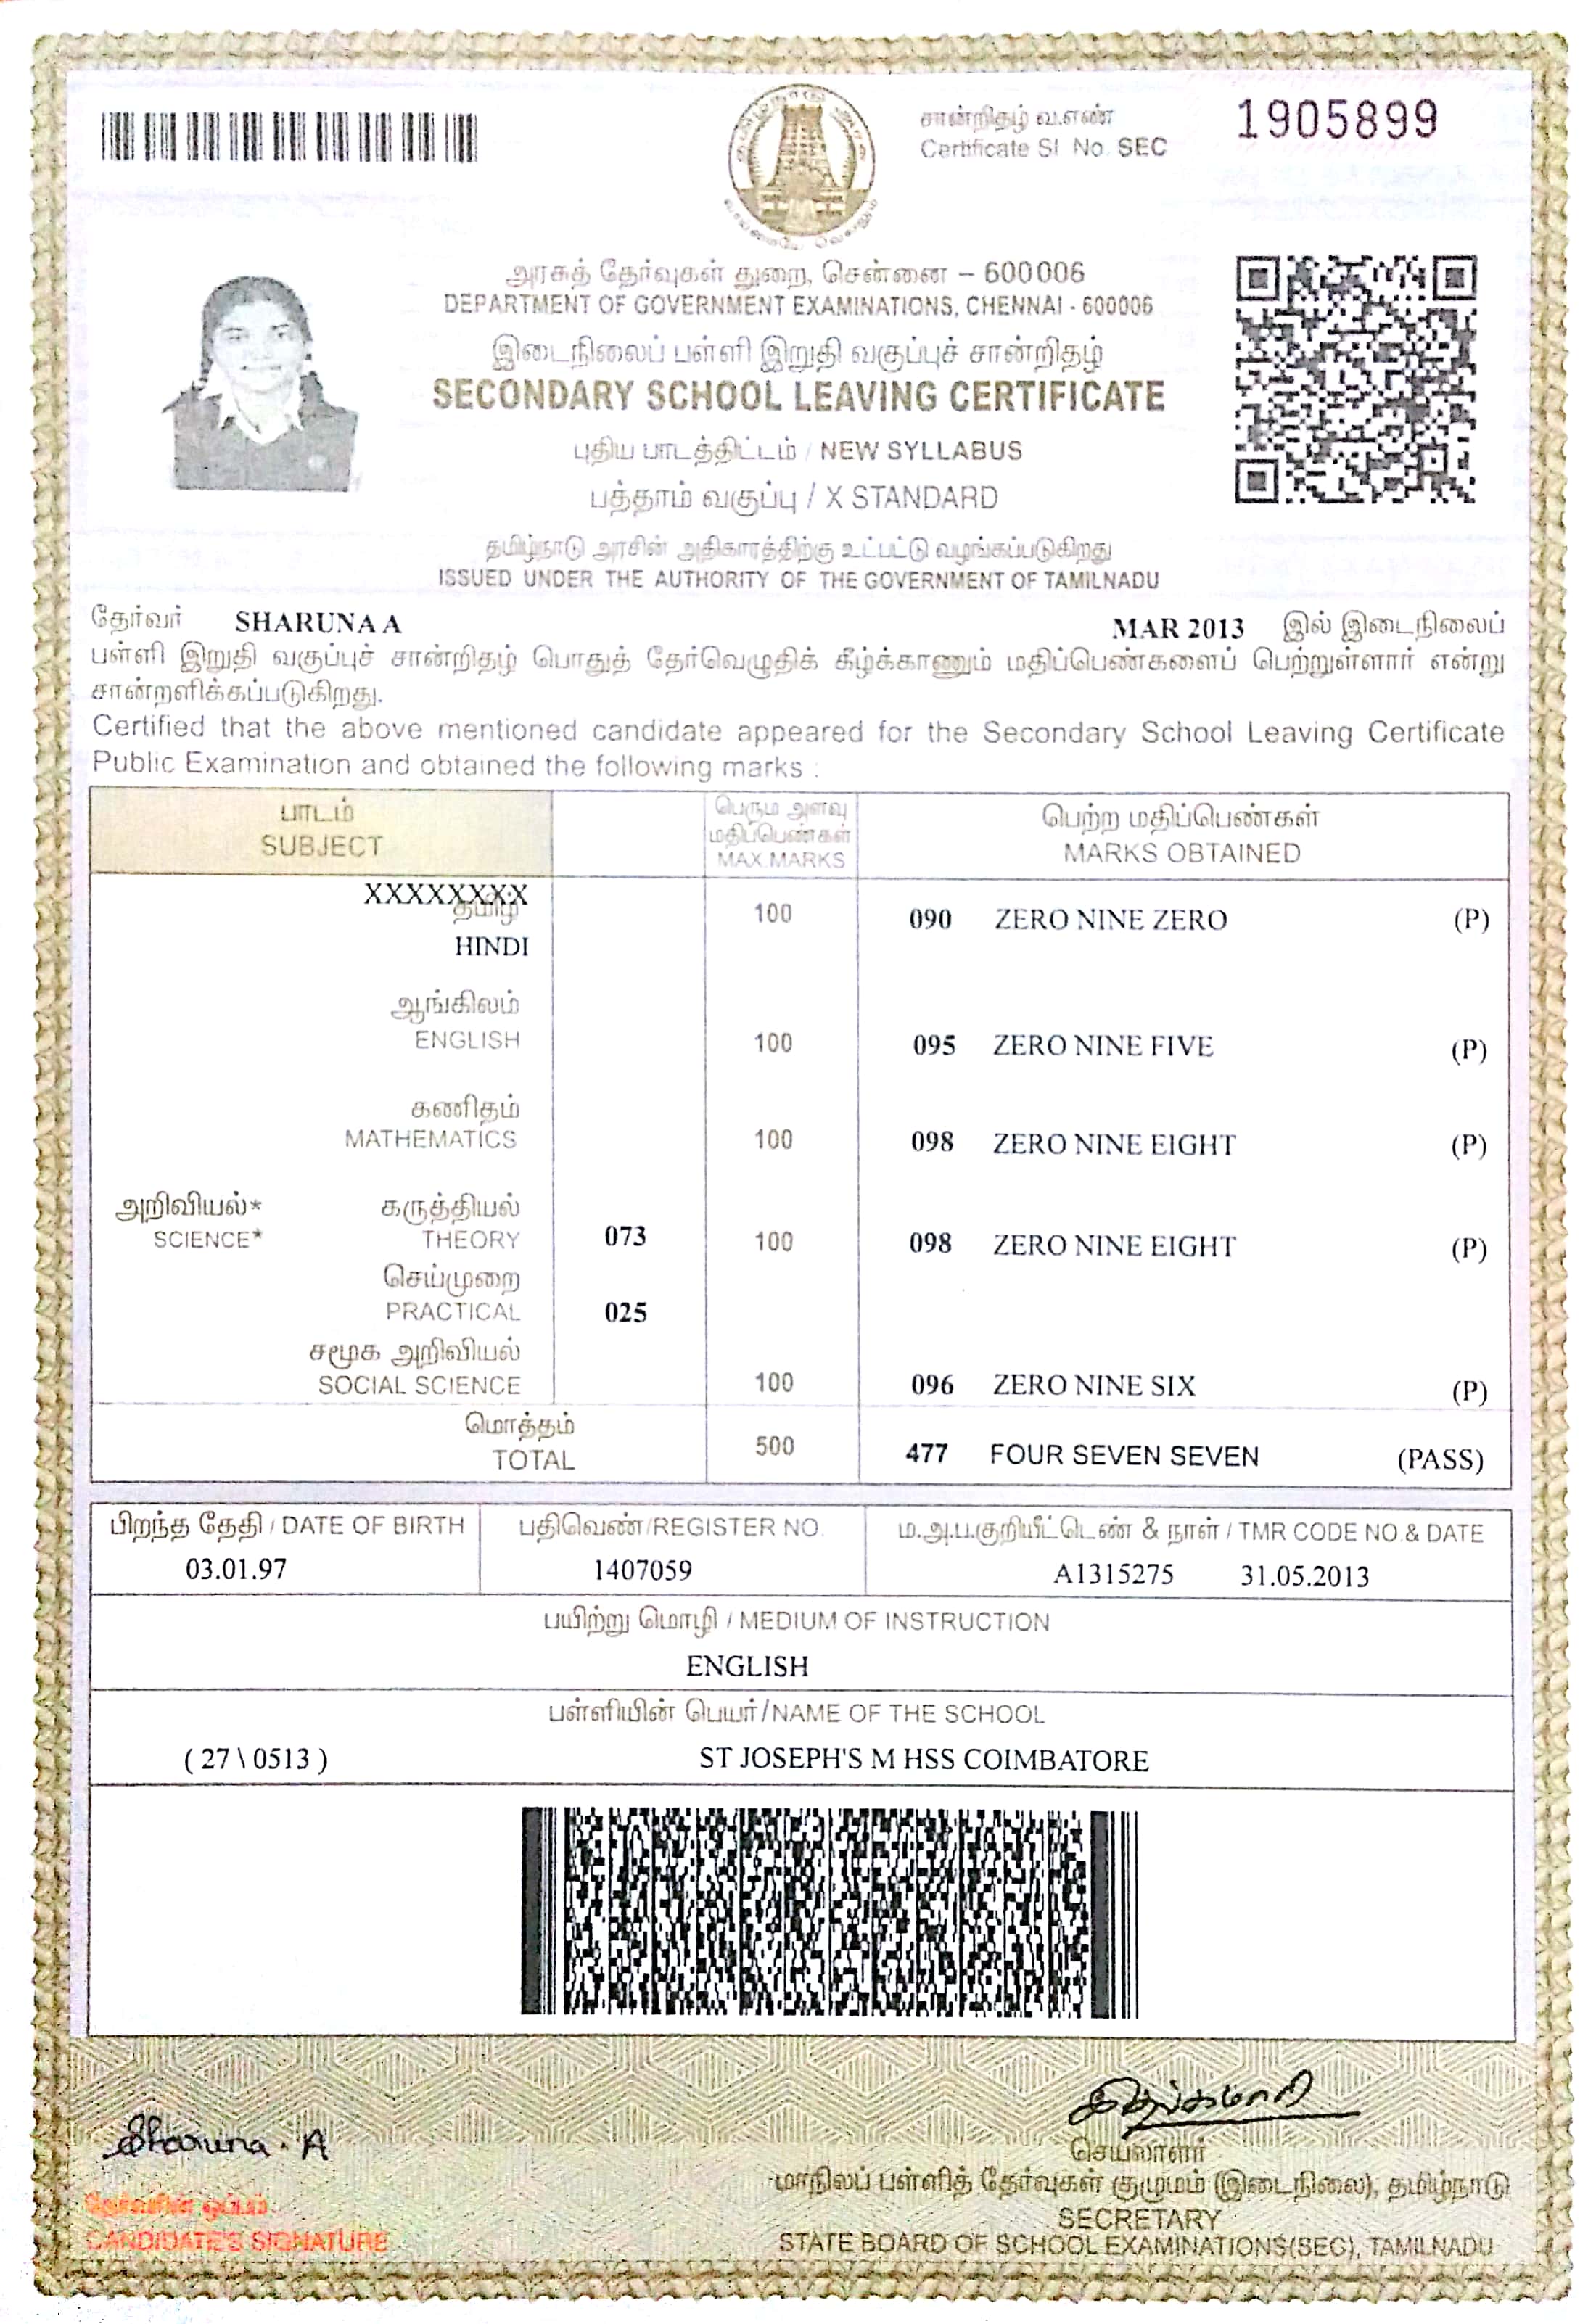 சான்றிதழ் வ.எண்
Certificate Sl. No. SEC
1905899
அரசுத் தேர்வுகள் துறை, சென்னை – 600006
DEPARTMENT OF GOVERNMENT EXAMINATIONS, CHENNAI - 600006
இடைநிலைப் பள்ளி இறுதி வகுப்புச் சான்றிதழ்
SECONDARY SCHOOL LEAVING CERTIFICATE
புதிய பாடத்திட்டம் / NEW SYLLABUS
பத்தாம் வகுப்பு / X STANDARD
தமிழ்நாடு அரசின் அதிகாரத்திற்கு உட்பட்டு வழங்கப்படுகிறது
ISSUED UNDER THE AUTHORITY OF THE GOVERNMENT OF TAMILNADU
தேர்வர் SHARUNA A MAR 2013 இல் இடைநிலைப்
பள்ளி இறுதி வகுப்புச் சான்றிதழ் பொதுத் தேர்வெழுதிக் கீழ்க்காணும் மதிப்பெண்களைப் பெற்றுள்ளார் என்று
சான்றளிக்கப்படுகிறது.
Certified that the above mentioned candidate appeared for the Secondary School Leaving Certificate
Public Examination and obtained the following marks :
பாடம்
SUBJECT
பெரும அளவு
மதிப்பெண்கள்
MAX.MARKS
பெற்ற மதிப்பெண்கள்
MARKS OBTAINED
XXXXXXXX
தமிழ்
HINDI 100 090 ZERO NINE ZERO (P)
ஆங்கிலம்
ENGLISH 100 095 ZERO NINE FIVE (P)
கணிதம்
MATHEMATICS 100 098 ZERO NINE EIGHT (P)
அறிவியல்* கருத்தியல்
SCIENCE* THEORY 073 100 098 ZERO NINE EIGHT (P)
செய்முறை
PRACTICAL 025
சமூக அறிவியல்
SOCIAL SCIENCE 100 096 ZERO NINE SIX (P)
மொத்தம்
TOTAL 500 477 FOUR SEVEN SEVEN (PASS)
பிறந்த தேதி / DATE OF BIRTH பதிவெண்/REGISTER NO. ம.அ.ப.குறியீட்டெண் & நாள் / TMR CODE NO.& DATE
03.01.97 1407059 A1315275 31.05.2013
பயிற்று மொழி / MEDIUM OF INSTRUCTION
ENGLISH
பள்ளியின் பெயர்/NAME OF THE SCHOOL
( 27 \ 0513 ) ST JOSEPH'S M HSS COIMBATORE
Sharuna. A
தேர்வரின் ஒப்பம்
CANDIDATE'S SIGNATURE
செயலாளர்
மாநிலப் பள்ளித் தேர்வுகள் குழுமம் (இடைநிலை), தமிழ்நாடு
SECRETARY
STATE BOARD OF SCHOOL EXAMINATIONS(SEC), TAMILNADU